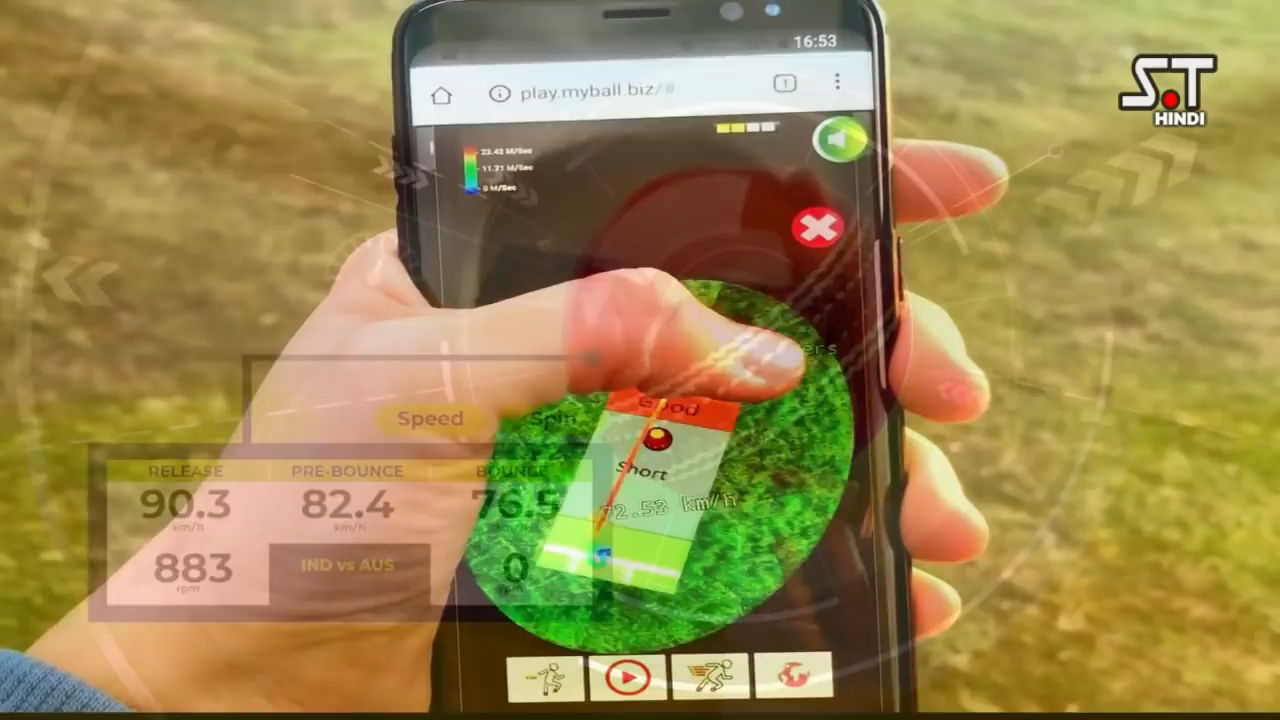 16:53
S.T
HINDI
play.myball.biz/#
1
23.42 M/Sec
11.71 M/Sec
0 M/Sec
Good
Short
72.53 km/h
Speed Spin
RELEASE PRE-BOUNCE BOUNCE
90.3 82.4 76.5
km/h km/h
883 IND vs AUS 0
rpm rpm